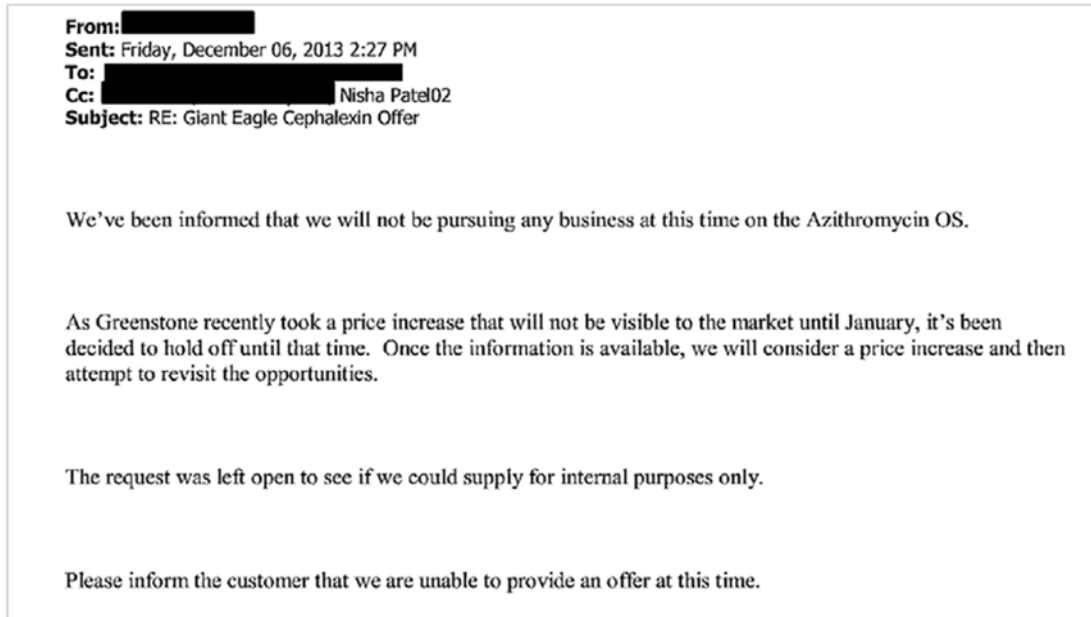 From:
Sent: Friday, December 06, 2013 2:27 PM
To:
Cc: Nisha Patel02
Subject: RE: Giant Eagle Cephalexin Offer
We've been informed that we will not be pursuing any business at this time on the Azithromycin OS.
As Greenstone recently took a price increase that will not be visible to the market until January, it's been
decided to hold off until that time. Once the information is available, we will consider a price increase and then
attempt to revisit the opportunities.
The request was left open to see if we could supply for internal purposes only.
Please inform the customer that we are unable to provide an offer at this time.